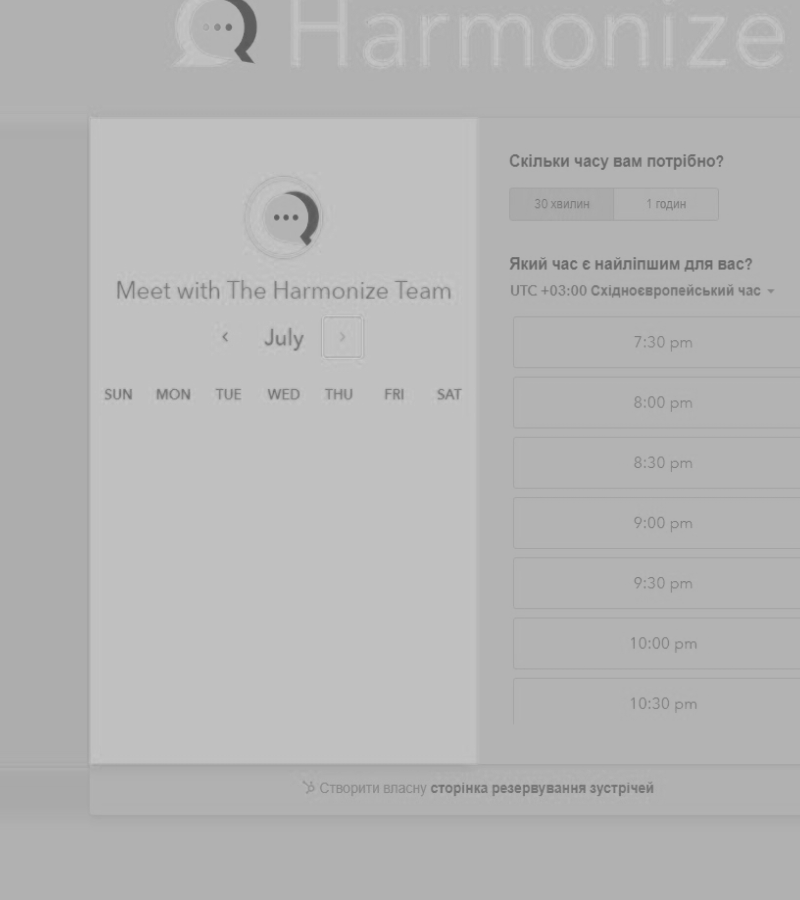 Harmonize
Meet with The Harmonize Team
July
SUN MON TUE WED THU FRI SAT
Скільки часу вам потрібно?
30 хвилин 1 годин
Який час є найліпшим для вас?
UTC +03:00 Східноєвропейський час
7:30 pm
8:00 pm
8:30 pm
9:00 pm
9:30 pm
10:00 pm
10:30 pm
Створити власну сторінка резервування зустрічей